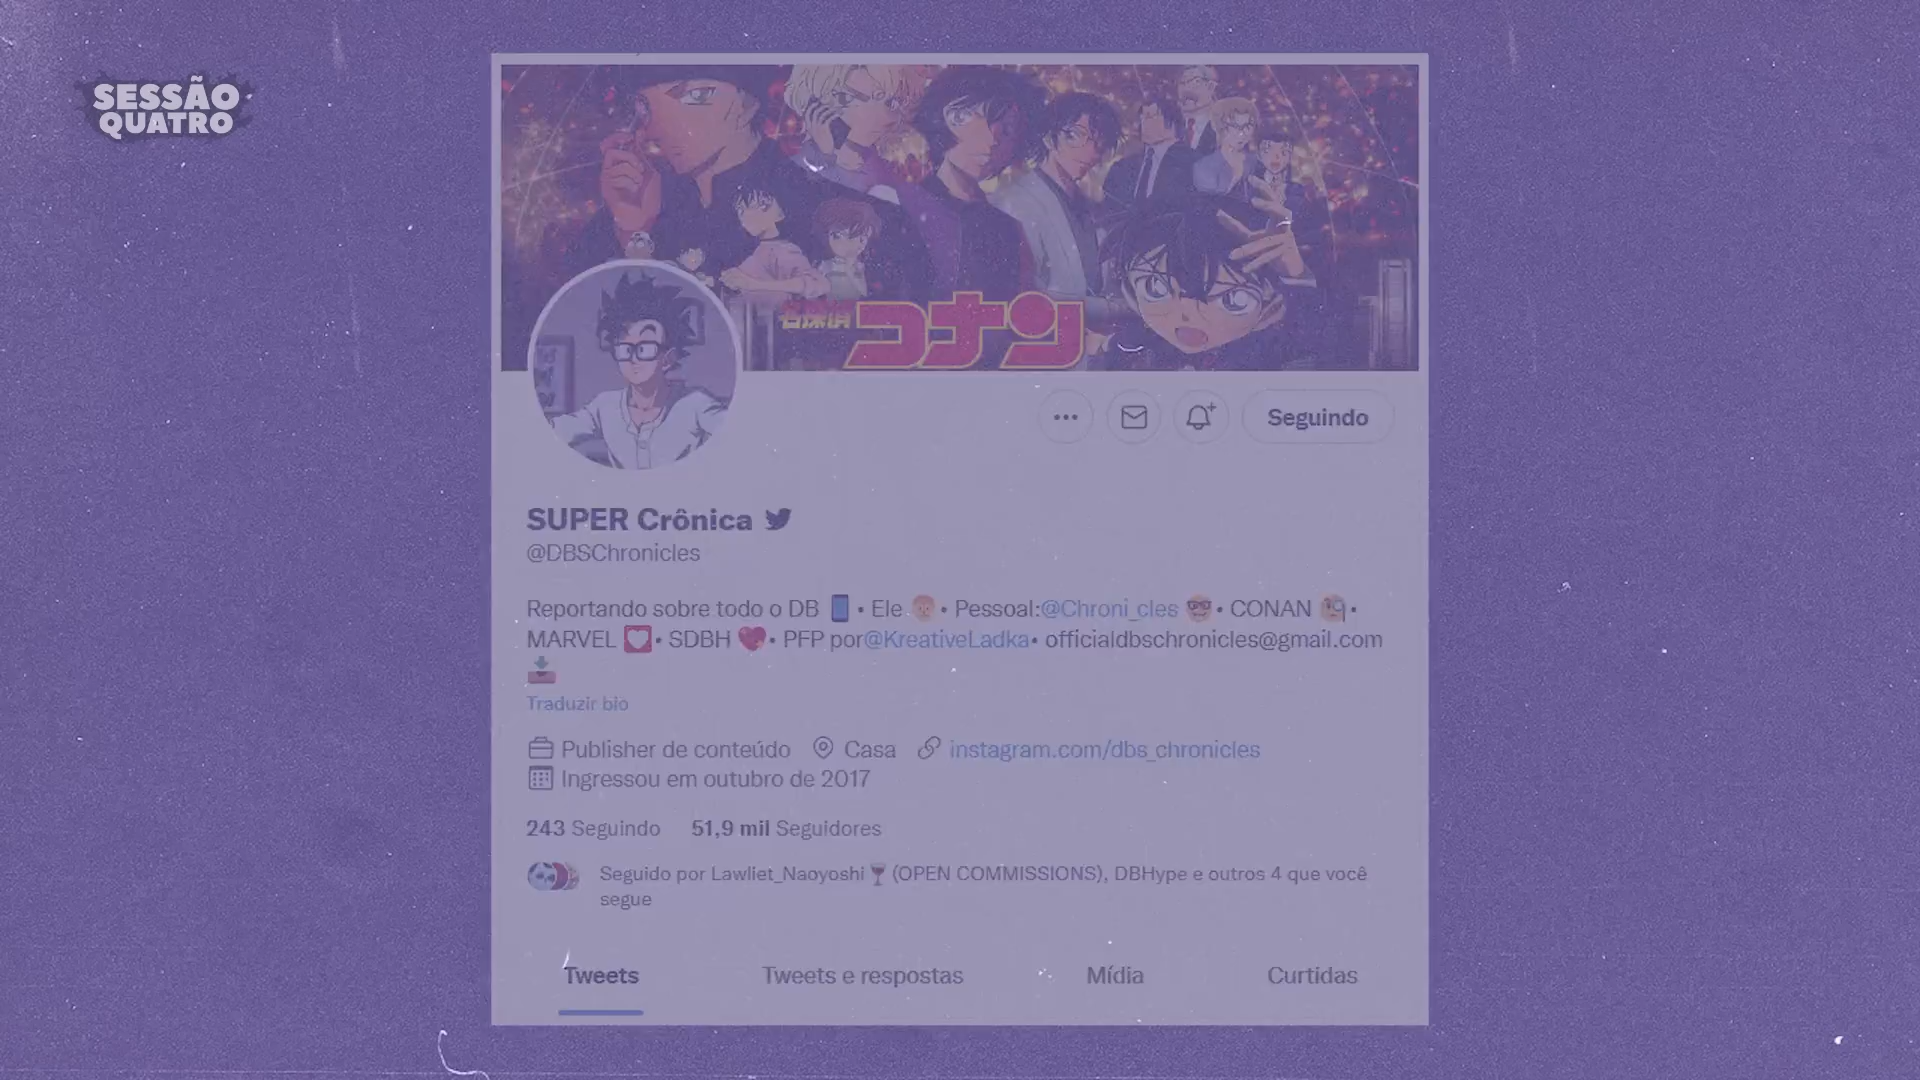 SESSÃO
QUATRO
名探偵
コナン
Seguindo
SUPER Crônica
@DBSChronicles
Reportando sobre todo o DB 📱 • Ele 👦 • Pessoal:@Chroni_cles 🤓 • CONAN 🧐 •
MARVEL 💟 • SDBH 💖 • PFP por@KreativeLadka• officialdbschronicles@gmail.com
📥
Traduzir bio
Publisher de conteúdo Casa instagram.com/dbs_chronicles
Ingressou em outubro de 2017
243 Seguindo 51,9 mil Seguidores
Seguido por Lawliet_Naoyoshi🍷(OPEN COMMISSIONS), DBHype e outros 4 que você
segue
Tweets Tweets e respostas Mídia Curtidas